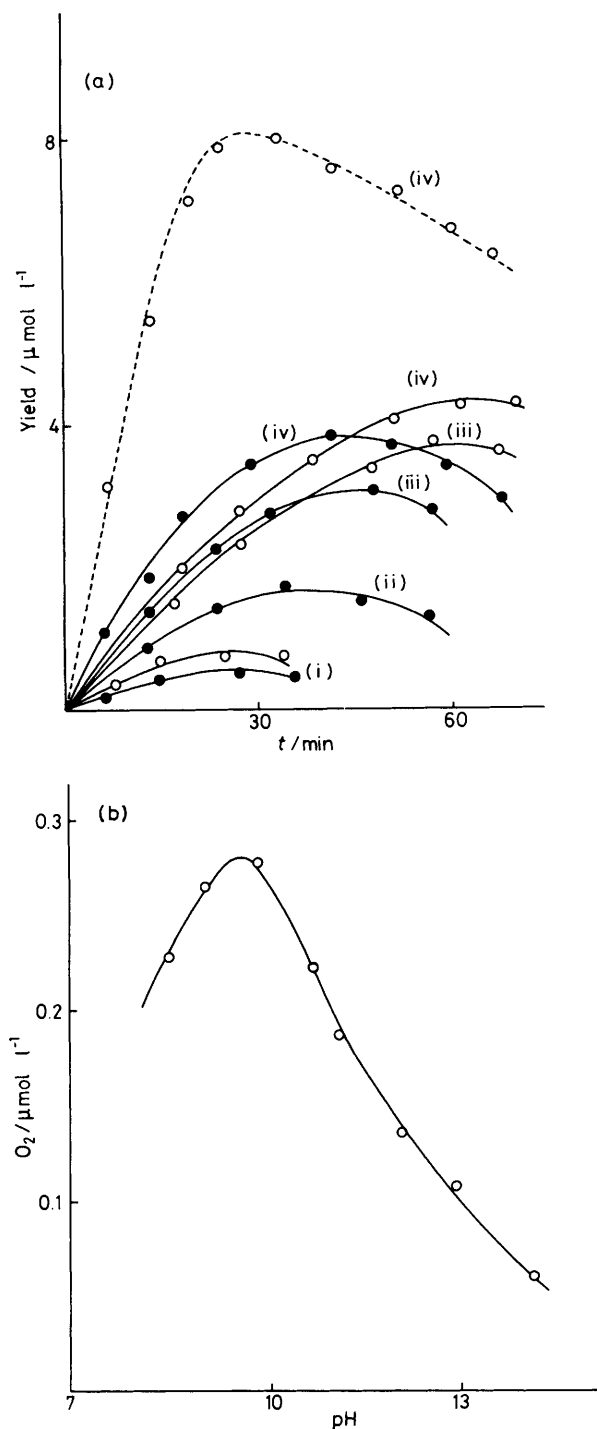 (a)
8
4
Yield / μ mol l⁻¹
(iv)
(iv)
(iv)
(iii)
(iii)
(ii)
(i)
30
60
t / min
(b)
0.3
0.2
0.1
O₂ / μmol l⁻¹
7
10
13
pH